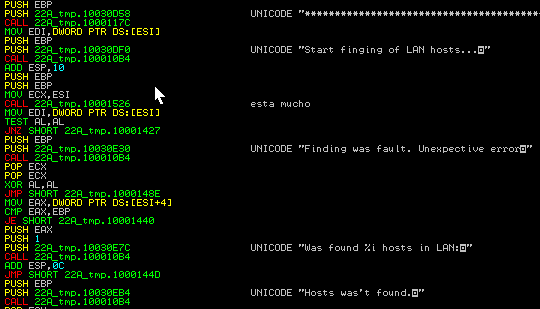 PUSH EBP
PUSH 22A_tmp.10030D58 UNICODE "****************************************
CALL 22A_tmp.1000117C
MOV EDI,DWORD PTR DS:[ESI]
PUSH EBP
PUSH 22A_tmp.10030DF0 UNICODE "Start finging of LAN hosts...◘"
CALL 22A_tmp.100010B4
ADD ESP,10
PUSH EBP
PUSH EBP
MOV ECX,ESI
CALL 22A_tmp.10001526 esta mucho
MOV EDI,DWORD PTR DS:[ESI]
TEST AL,AL
JNZ SHORT 22A_tmp.10001427
PUSH EBP
PUSH 22A_tmp.10030E30 UNICODE "Finding was fault. Unexpective error◘"
CALL 22A_tmp.100010B4
POP ECX
POP ECX
XOR AL,AL
JMP SHORT 22A_tmp.1000148E
MOV EAX,DWORD PTR DS:[ESI+4]
CMP EAX,EBP
JE SHORT 22A_tmp.10001440
PUSH EAX
PUSH 1
PUSH 22A_tmp.10030E7C UNICODE "Was found %i hosts in LAN:◘"
CALL 22A_tmp.100010B4
ADD ESP,0C
JMP SHORT 22A_tmp.1000144D
PUSH EBP
PUSH 22A_tmp.10030EB4 UNICODE "Hosts was't found.◘"
CALL 22A_tmp.100010B4